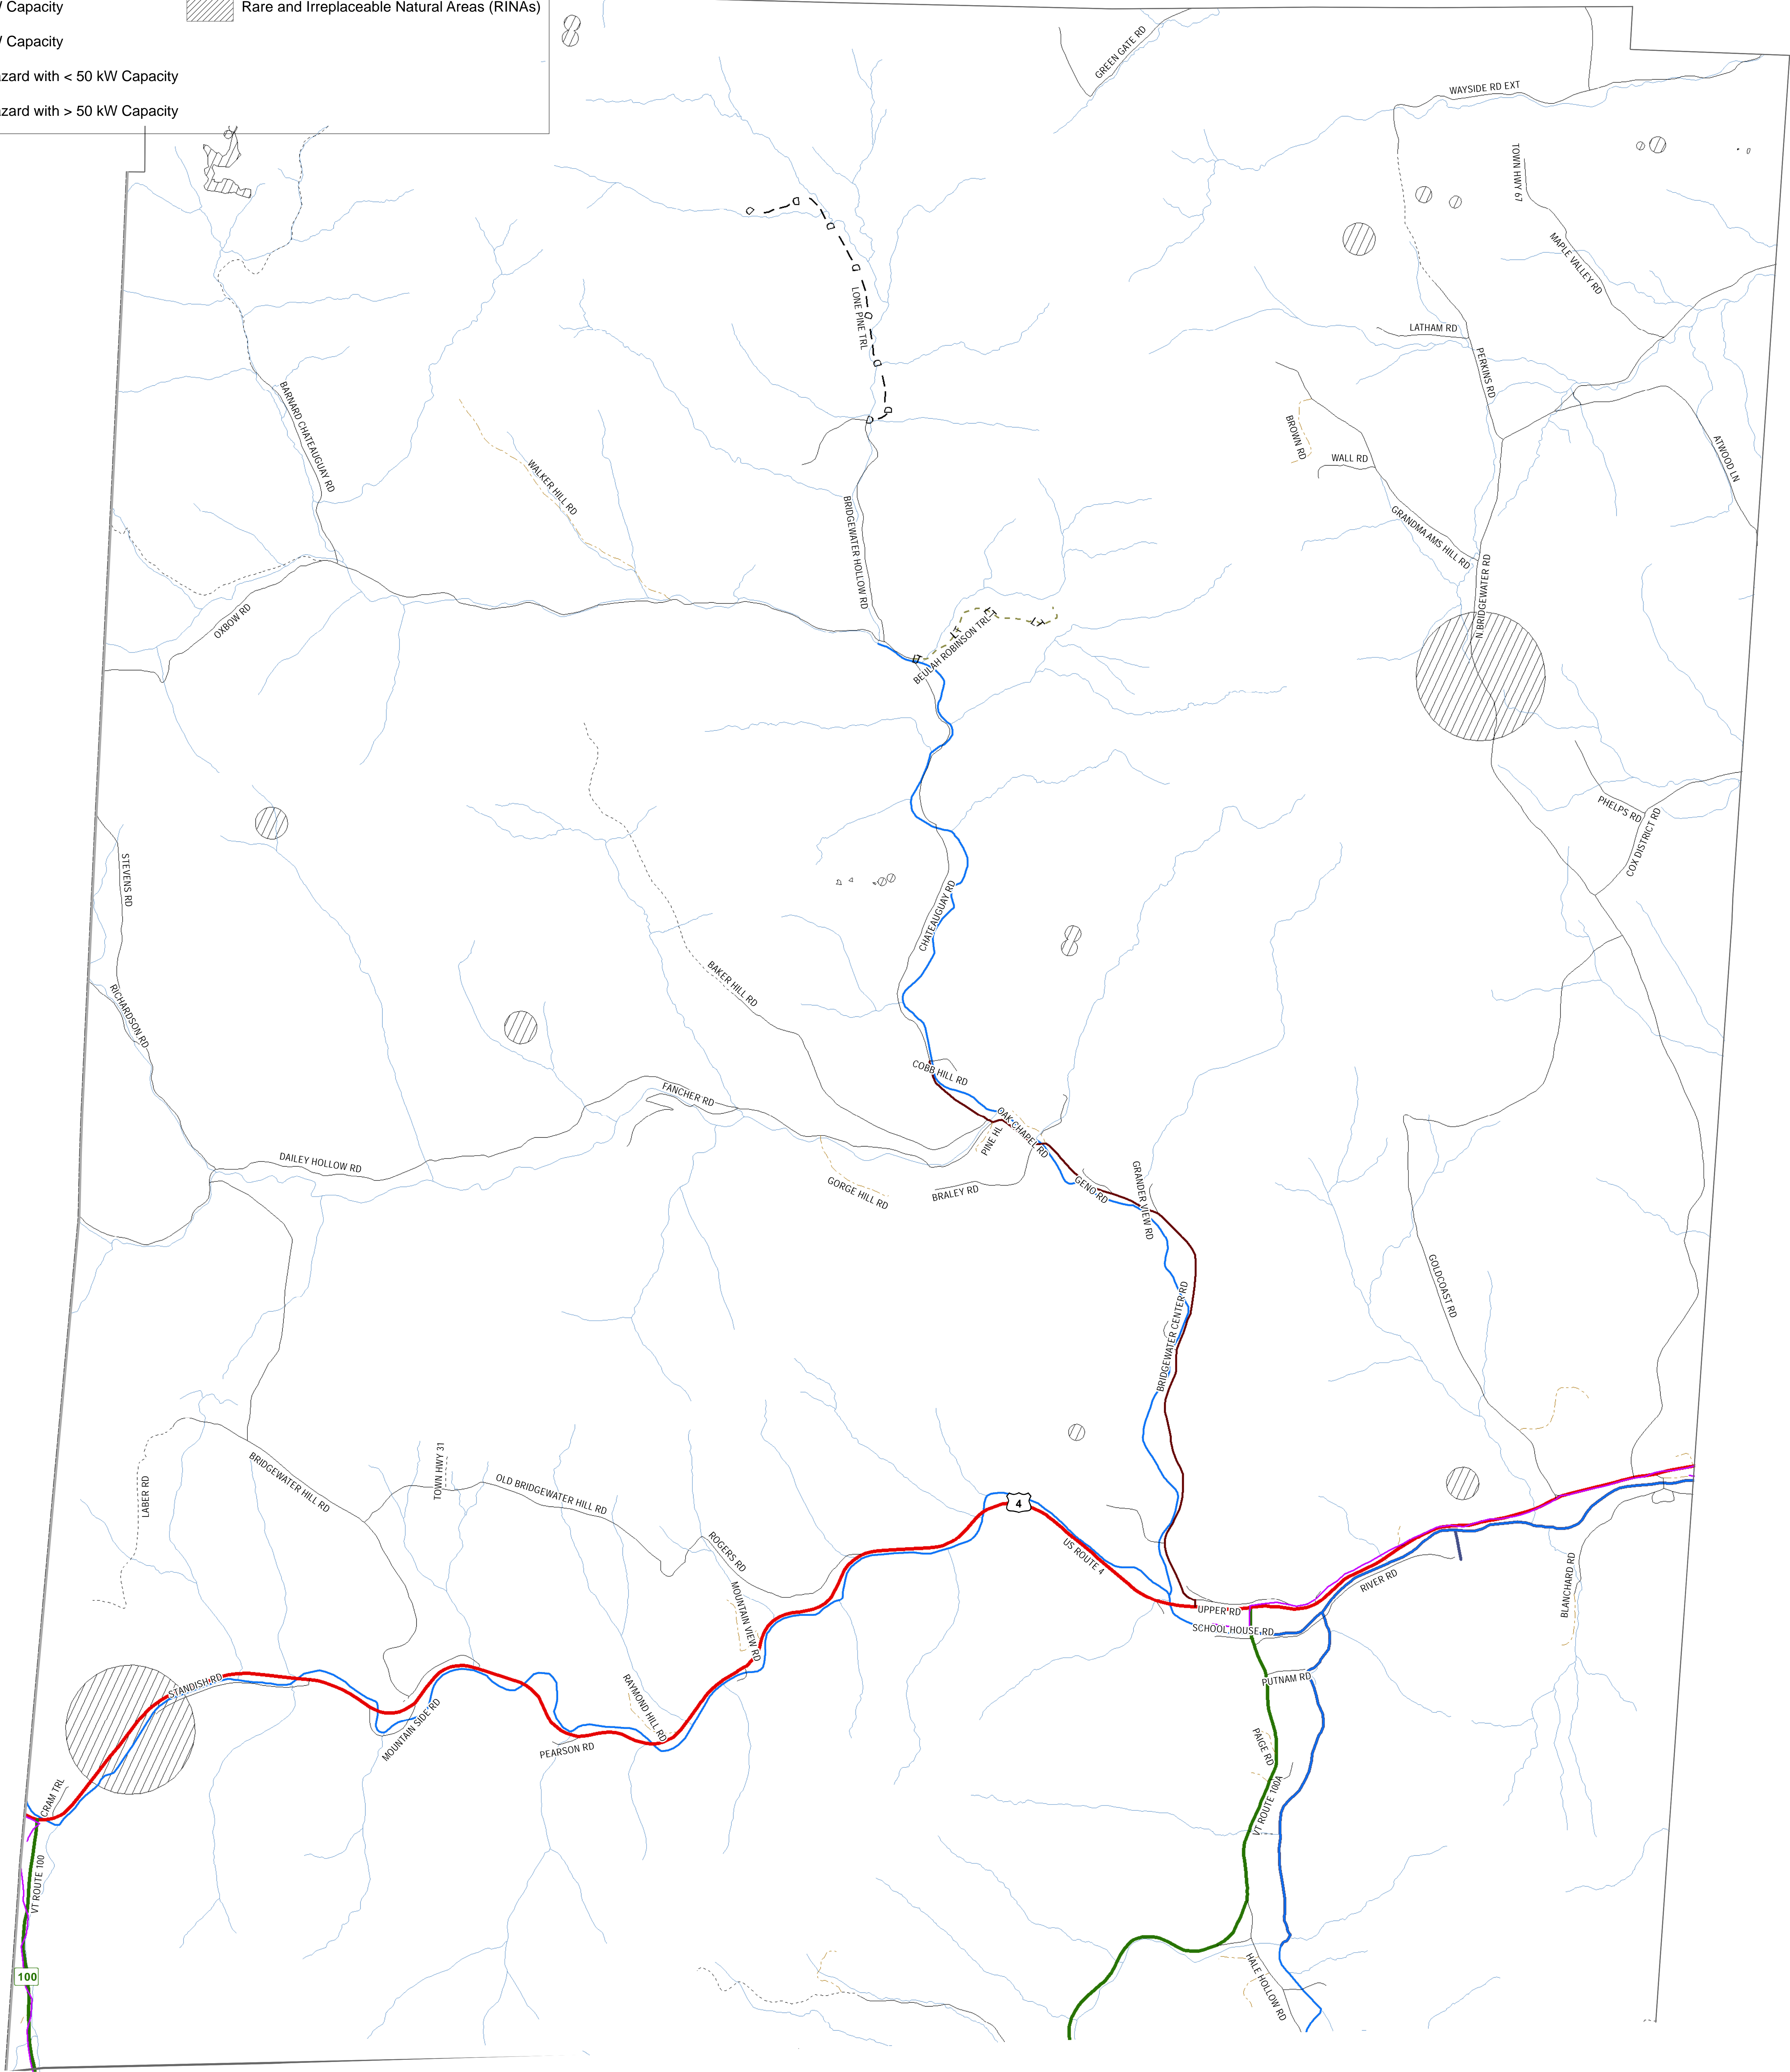 W Capacity
Rare and Irreplaceable Natural Areas (RINAs)
W Capacity
azard with < 50 kW Capacity
azard with > 50 kW Capacity
GREEN GATE RD
WAYSIDE RD EXT
TOWN HWY 67
MAPLE VALLEY RD
LONE PINE TRL
LATHAM RD
PERKINS RD
BARNARD CHATEAUGUAY RD
BROWN RD
WALL RD
ATWOOD LN
WALKER HILL RD
BRIDGEWATER HOLLOW RD
GRANDMA AMS HILL RD
N BRIDGEWATER RD
OXBOW RD
LT
LT
LT
LT
BEULAH ROBINSON TRL
PHELPS RD
COX DISTRICT RD
STEVENS RD
CHATEAUGUAY RD
BAKER HILL RD
RICHARDSON RD
COBB HILL RD
FANCHER RD
OAK CHAPEL RD
PINE HL
DAILEY HOLLOW RD
GORGE HILL RD
BRALEY RD
GENO RD
GRANDER VIEW RD
BRIDGEWATER CENTER RD
GOLDCOAST RD
LABER RD
BRIDGEWATER HILL RD
TOWN HWY 31
OLD BRIDGEWATER HILL RD
4
ROGERS RD
US ROUTE 4
RIVER RD
BLANCHARD RD
MOUNTAIN VIEW RD
UPPER RD
SCHOOL HOUSE RD
STANDISH RD
PUTNAM RD
RAYMOND HILL RD
MOUNTAIN SIDE RD
PEARSON RD
PAIGE RD
CRAM TRL
VT ROUTE 100A
VT ROUTE 100
100
HALE HOLLOW RD